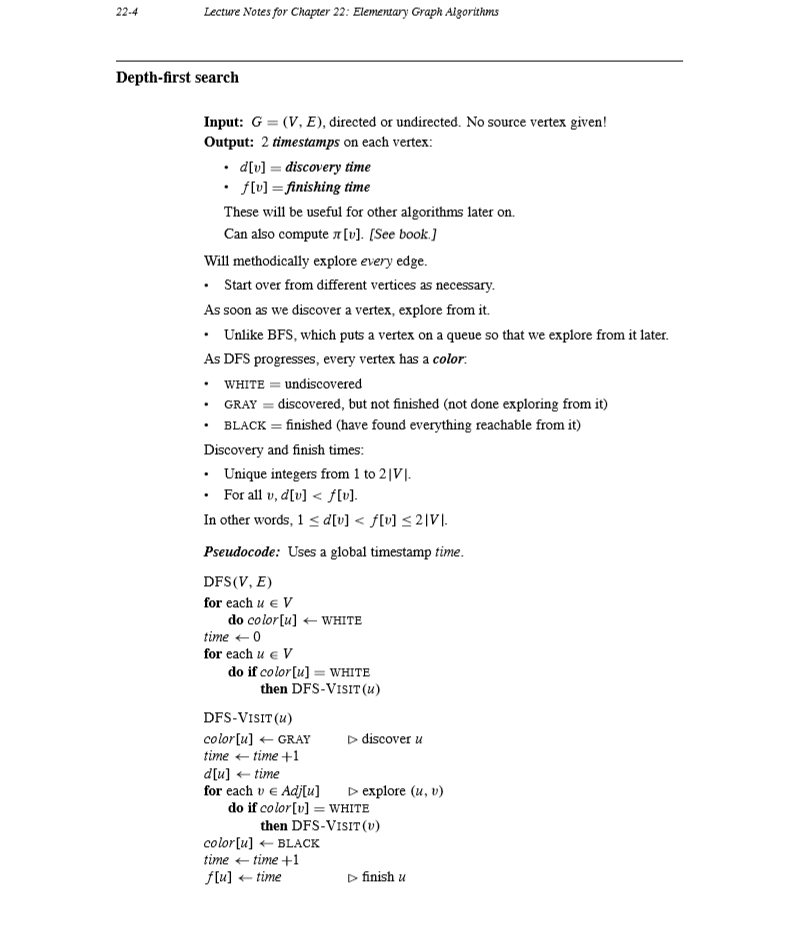 22-4 Lecture Notes for Chapter 22: Elementary Graph Algorithms
Depth-first search
Input: G = (V, E), directed or undirected. No source vertex given!
Output: 2 timestamps on each vertex:
• d[v] = discovery time
• f[v] = finishing time
These will be useful for other algorithms later on.
Can also compute π[v]. [See book.]
Will methodically explore every edge.
• Start over from different vertices as necessary.
As soon as we discover a vertex, explore from it.
• Unlike BFS, which puts a vertex on a queue so that we explore from it later.
As DFS progresses, every vertex has a color:
• WHITE = undiscovered
• GRAY = discovered, but not finished (not done exploring from it)
• BLACK = finished (have found everything reachable from it)
Discovery and finish times:
• Unique integers from 1 to 2|V|.
• For all v, d[v] < f[v].
In other words, 1 ≤ d[v] < f[v] ≤ 2|V|.
Pseudocode: Uses a global timestamp time.
DFS(V, E)
for each u ∈ V
do color[u] ← WHITE
time ← 0
for each u ∈ V
do if color[u] = WHITE
then DFS-VISIT(u)
DFS-VISIT(u)
color[u] ← GRAY ▷ discover u
time ← time +1
d[u] ← time
for each v ∈ Adj[u] ▷ explore (u, v)
do if color[v] = WHITE
then DFS-VISIT(v)
color[u] ← BLACK
time ← time +1
f[u] ← time ▷ finish u